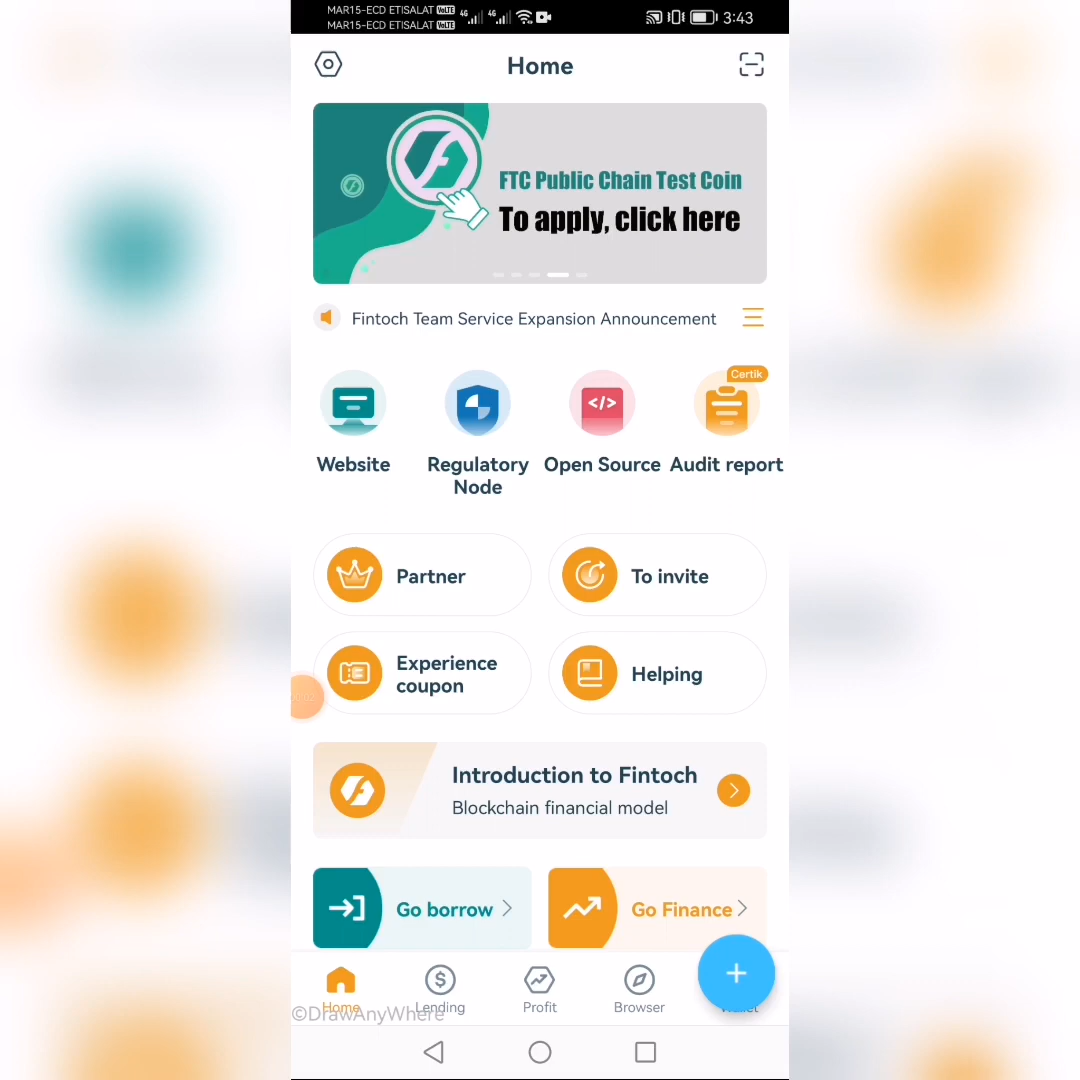 MAR15-ECD ETISALAT VoLTE 4G 4G 3:43
MAR15-ECD ETISALAT VoLTE
Home
FTC Public Chain Test Coin
To apply, click here
Fintoch Team Service Expansion Announcement
Certik
Website
Regulatory
Node
Open Source
Audit report
Partner
To invite
Experience
coupon
Helping
Introduction to Fintoch
Blockchain financial model
Go borrow
Go Finance
Home
Lending
Profit
Browser
©DrawAnyWhere